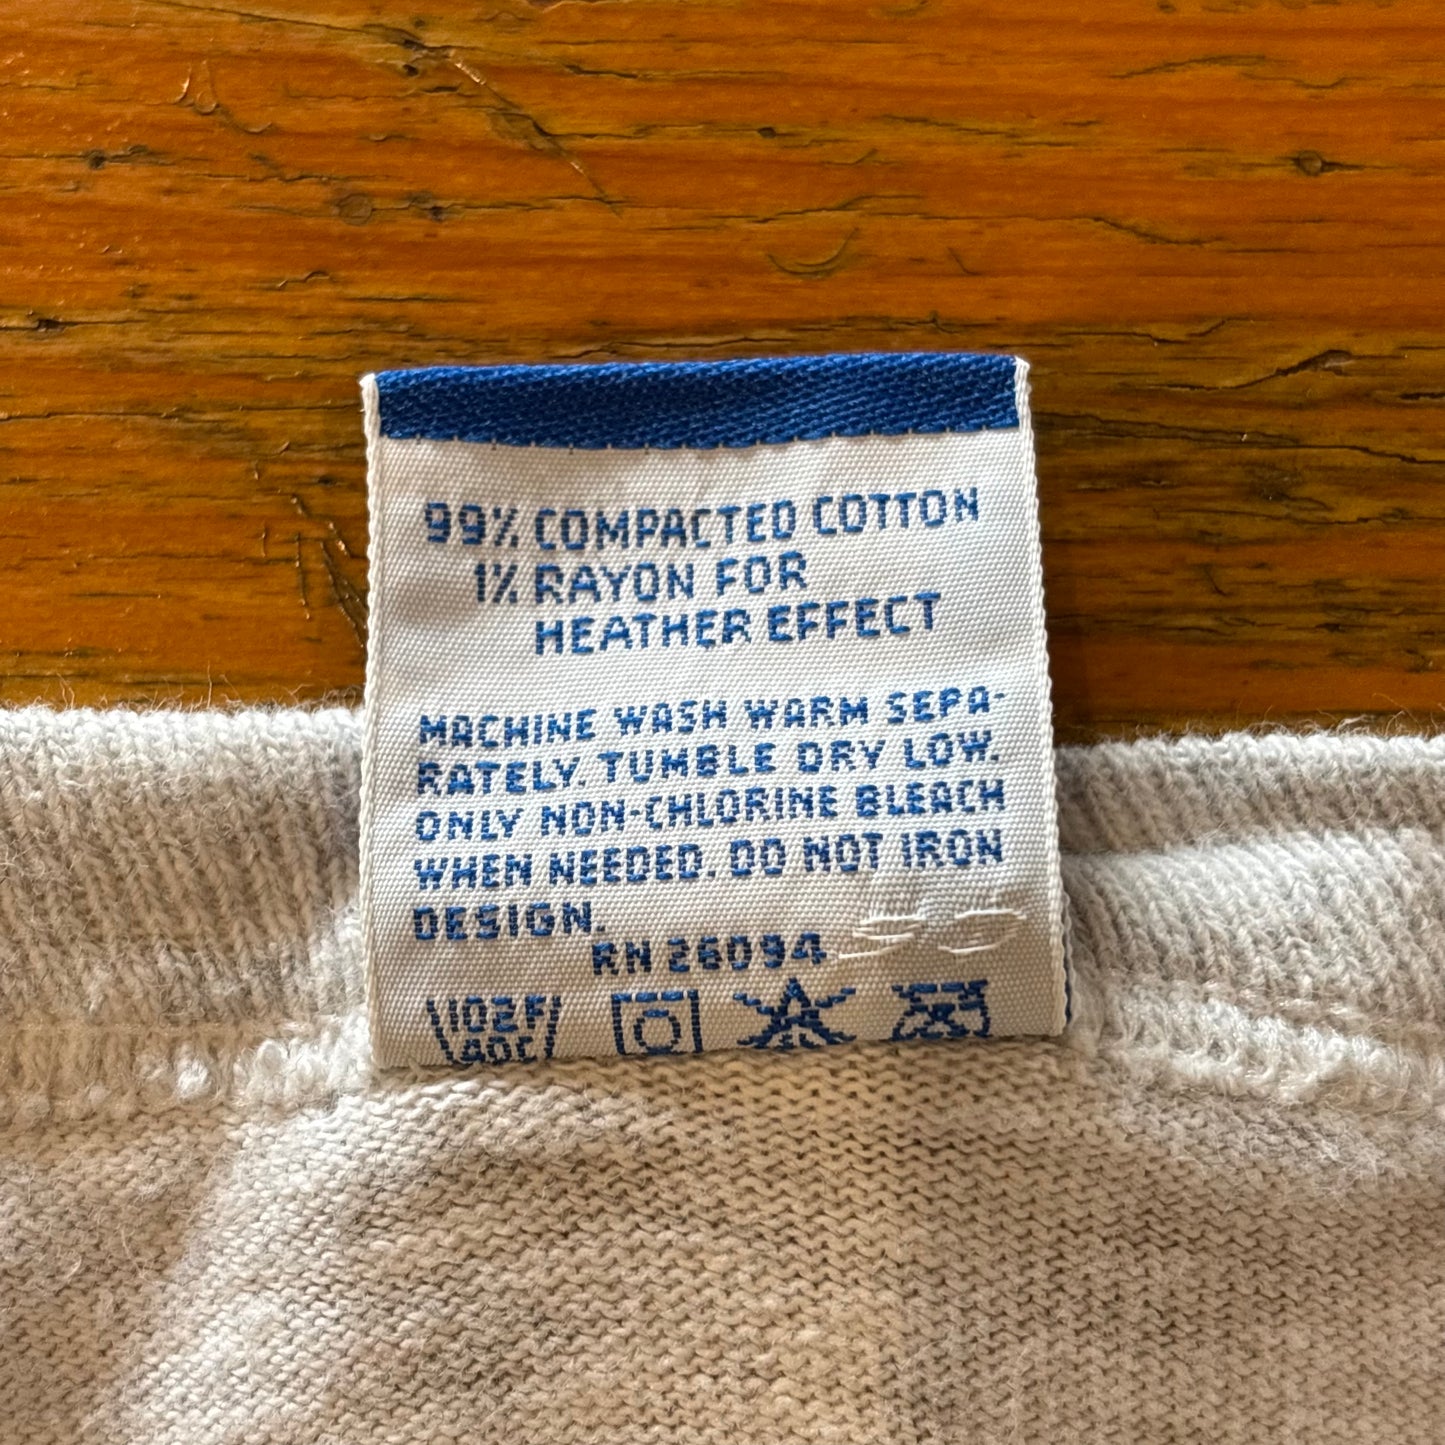 99% COMPACTED COTTON
1% RAYON FOR
HEATHER EFFECT
MACHINE WASH WARM SEPA-
RATELY. TUMBLE DRY LOW.
ONLY NON-CHLORINE BLEACH
WHEN NEEDED. DO NOT IRON
DESIGN.
RN 26094
102F
40C